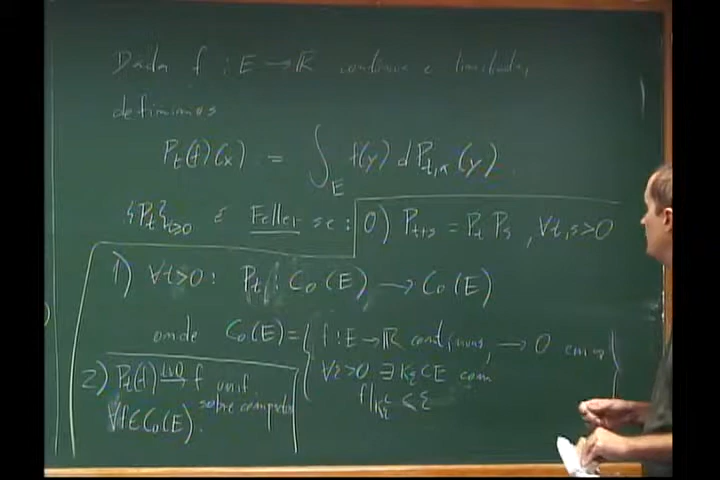 Dada f : E → ℝ contínua e limitada,
definimos
P_t(f)(x) = ∫_E f(y) dP_{t,x}(y)
{P_t}_{t≥0} é Feller se : 0) P_{t+s} = P_t P_s , ∀t,s>0
1) ∀t>0 : P_t : C_0(E) → C_0(E)
onde C_0(E) = { f : E → ℝ contínuas, → 0 em ∞
∀ε>0 ∃ K_ε ⊂ E com
f|_{K_ε^c} ≤ ε }
2) P_t(f) →^{t↓0} f unif
sobre compactos
∀f ∈ C_0(E).